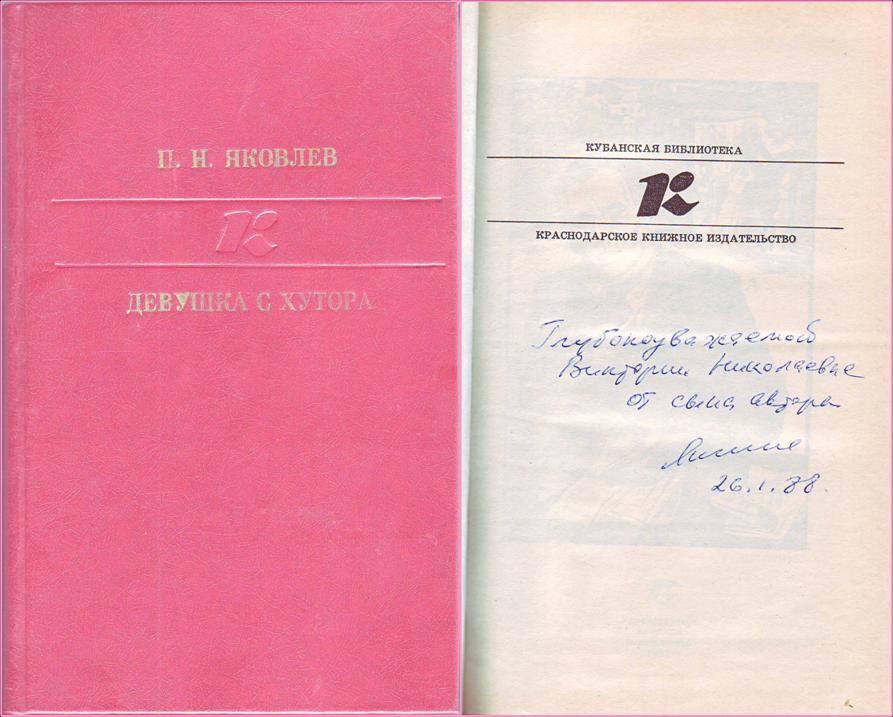 П. Н. ЯКОВЛЕВ
К
ДЕВУШКА С ХУТОРА
КУБАНСКАЯ БИБЛИОТЕКА
К
КРАСНОДАРСКОЕ КНИЖНОЕ ИЗДАТЕЛЬСТВО
Глубокоуважаемой
Виктории Николаевне
от сына автора
26.1.88.